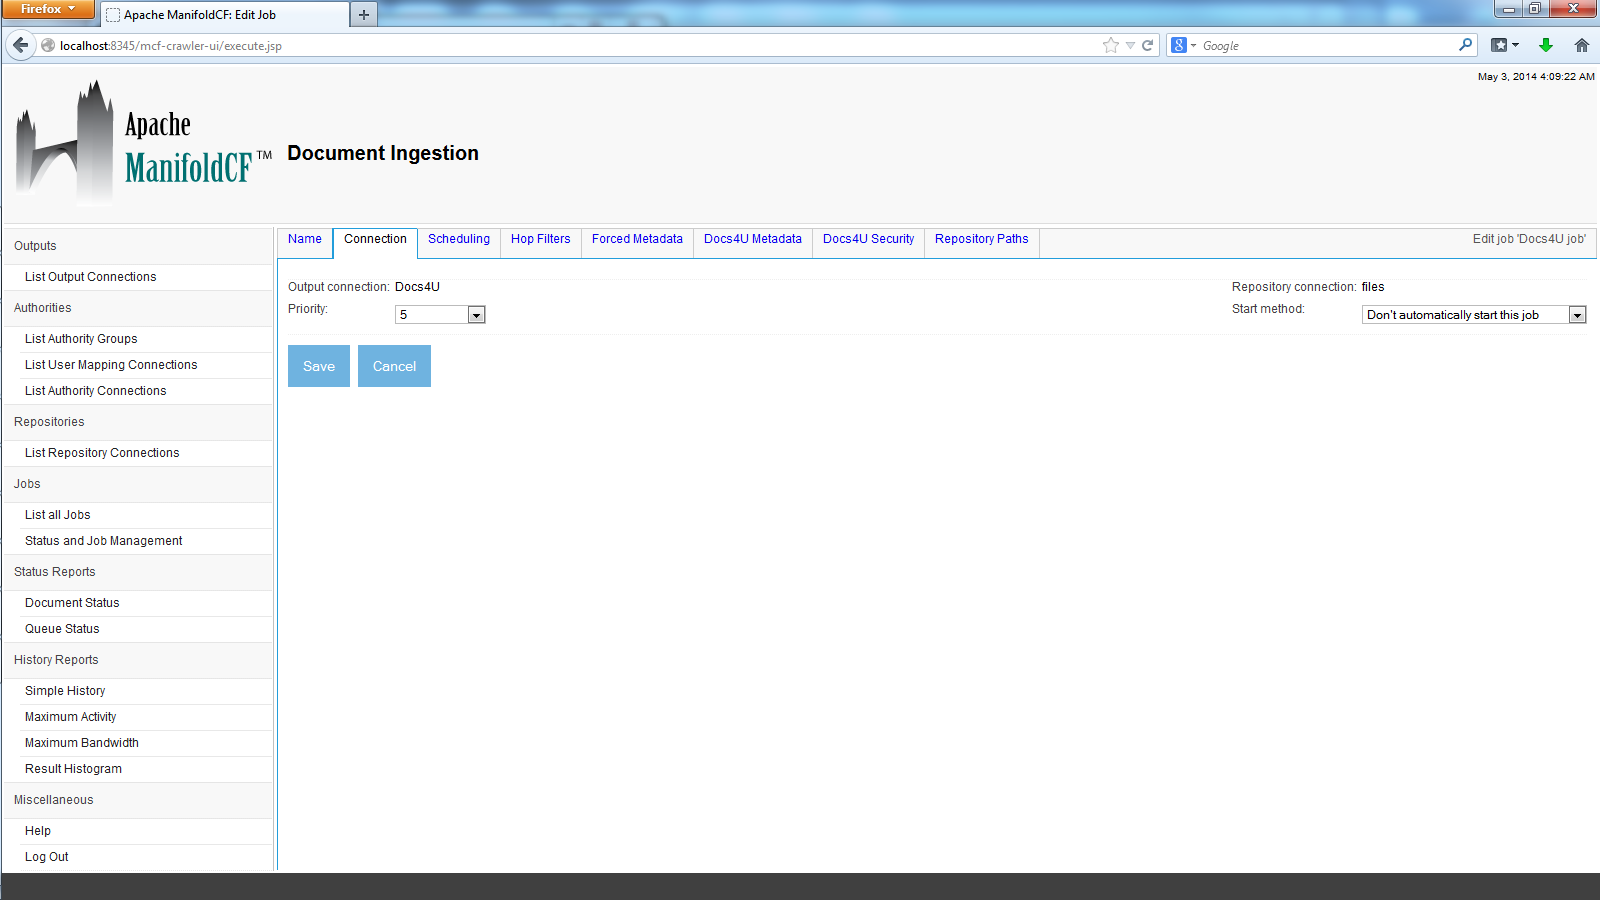 Firefox
Apache ManifoldCF: Edit Job
localhost:8345/mcf-crawler-ui/execute.jsp
Google
May 3, 2014 4:09:22 AM
Apache
ManifoldCF™
Document Ingestion
Outputs
List Output Connections
Authorities
List Authority Groups
List User Mapping Connections
List Authority Connections
Repositories
List Repository Connections
Jobs
List all Jobs
Status and Job Management
Status Reports
Document Status
Queue Status
History Reports
Simple History
Maximum Activity
Maximum Bandwidth
Result Histogram
Miscellaneous
Help
Log Out
Name Connection Scheduling Hop Filters Forced Metadata Docs4U Metadata Docs4U Security Repository Paths Edit job 'Docs4U job'
Output connection: Docs4U Repository connection: files
Priority: 5 Start method: Don't automatically start this job
Save Cancel